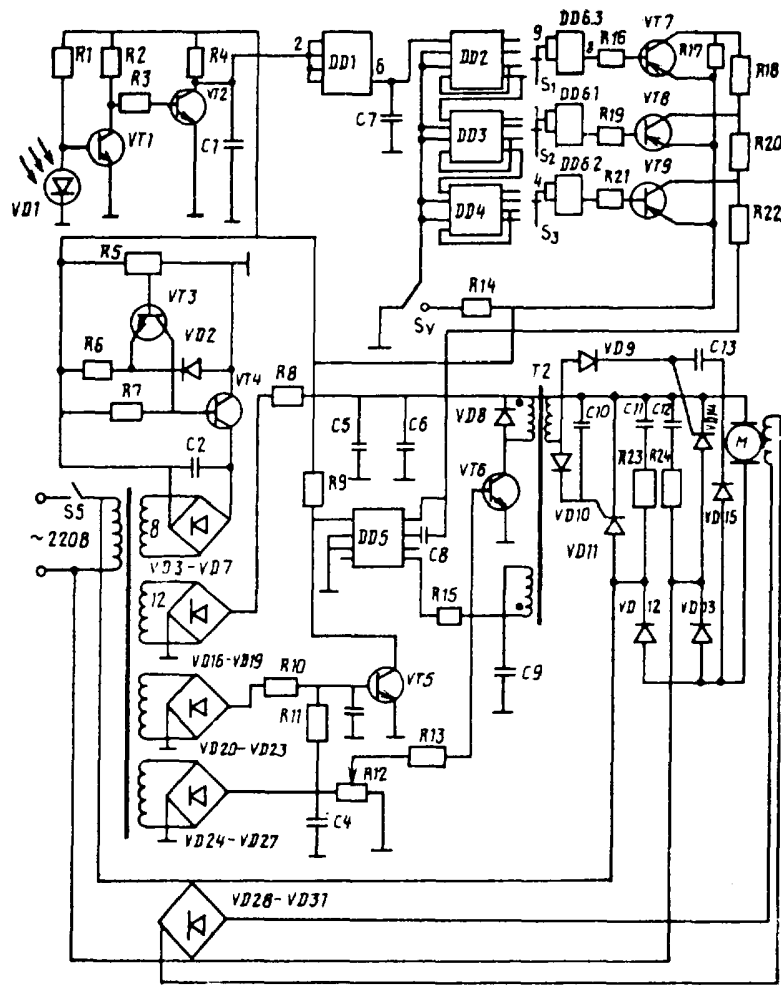 R1
R2
R3
R4
VT2
VT1
C1
VD1
2
DD1
6
C7
DD2
DD3
DD4
9
DD6.3
8
R16
VT7
R17
R18
S1
1
DD6.1
R19
VT8
R20
S2
4
DD6.2
R21
VT9
R22
S3
R14
Sv
R5
VT3
VD2
R6
R7
VT4
C2
R8
C5
C6
VD8
T2
VD9
C13
C10
C11
C12
VD14
M
R23
R24
VD15
VT6
VD10
VD11
VD12
VD13
R9
DD5
C8
R15
C9
S5
~220В
8
VD3-VD7
12
VD16-VD19
R10
VT5
R11
VD20-VD23
R13
R12
C4
VD24-VD27
VD28-VD31